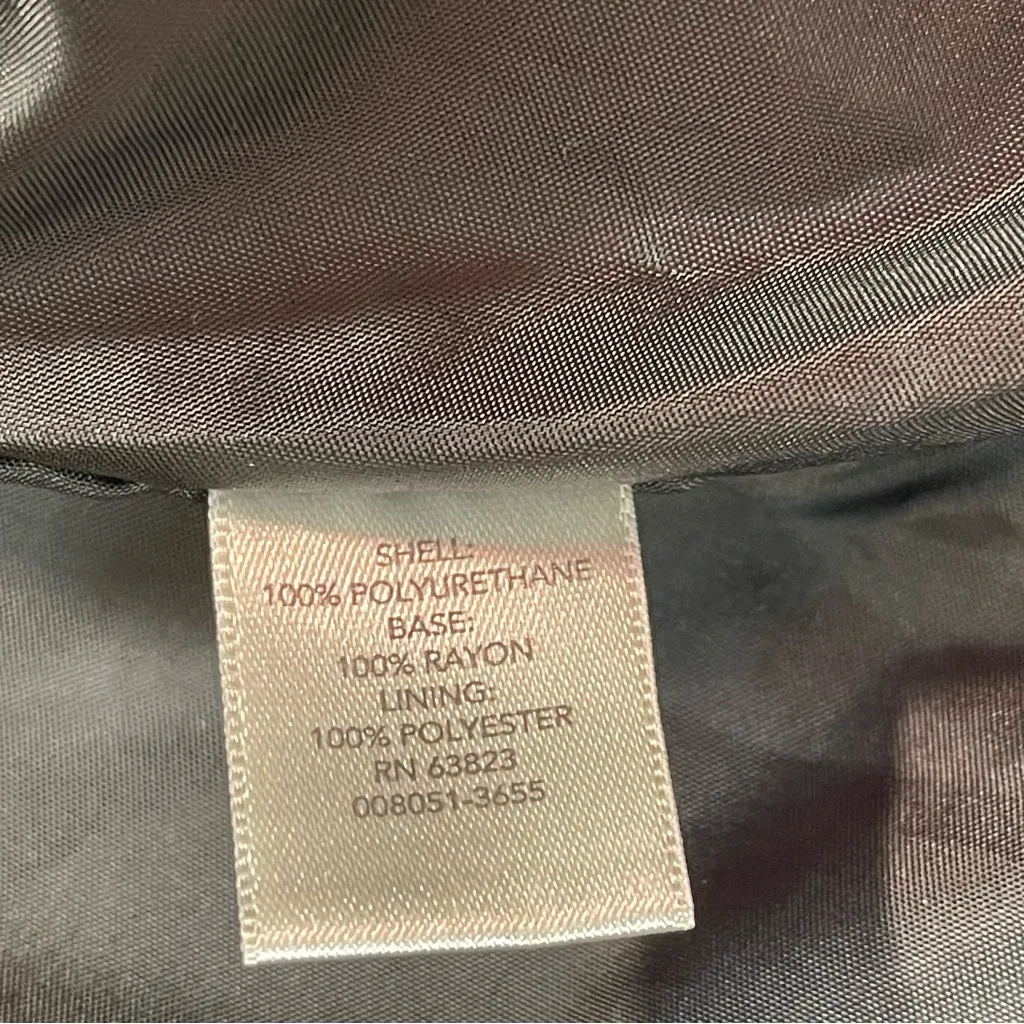 SHELL:
100% POLYURETHANE
BASE:
100% RAYON
LINING:
100% POLYESTER
RN 63823
008051-3655